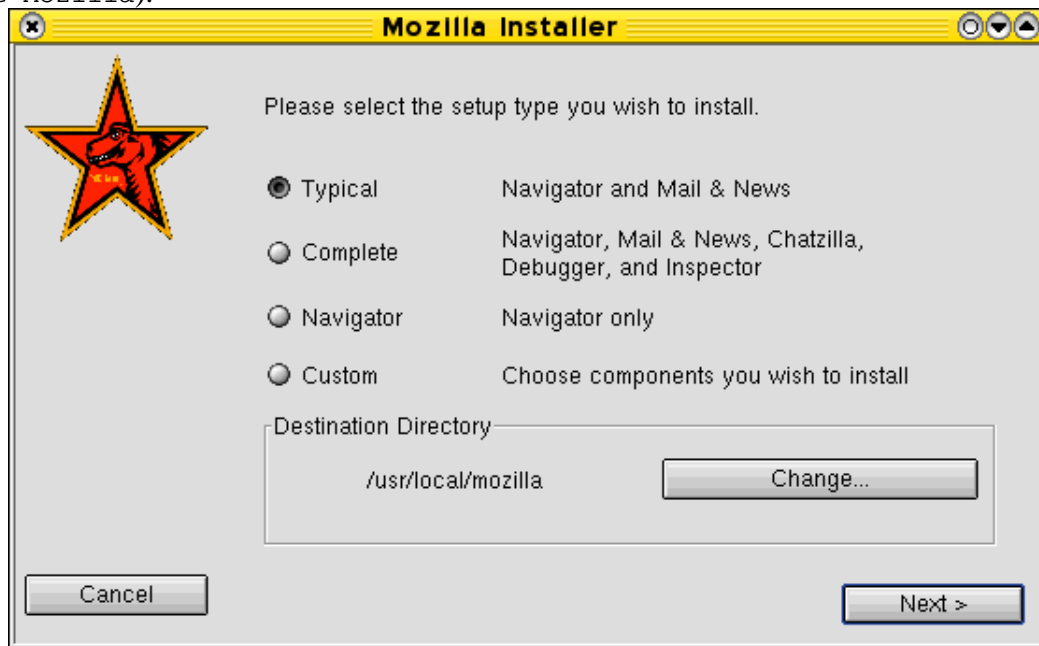 Mozilla).
Mozilla Installer
Please select the setup type you wish to install.
Typical Navigator and Mail & News
Complete Navigator, Mail & News, Chatzilla,
Debugger, and Inspector
Navigator Navigator only
Custom Choose components you wish to install
Destination Directory
/usr/local/mozilla Change...
Cancel Next >